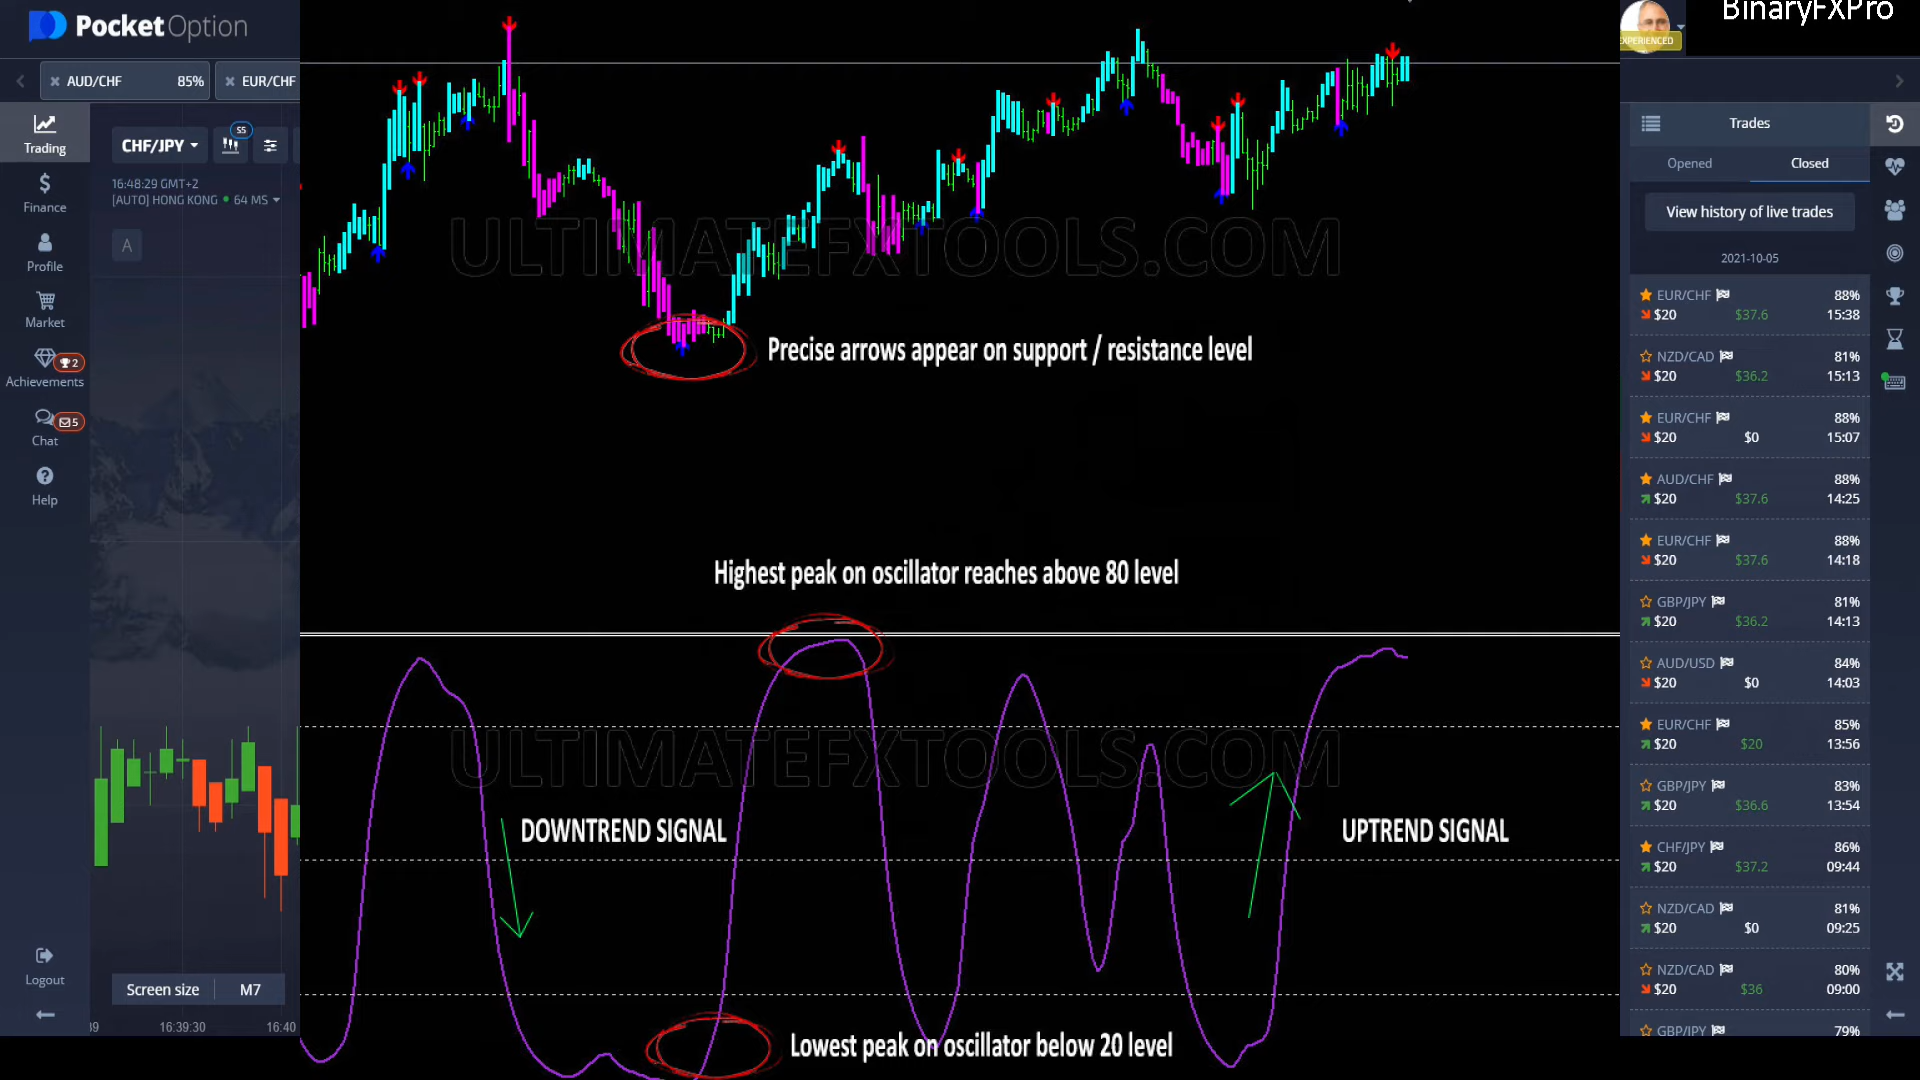 PocketOption
AUD/CHF 85%
EUR/CHF
Trading
Finance
Profile
Market
2
Achievements
5
Chat
Help
Logout
CHF/JPY
S5
16:48:29 GMT+2
[AUTO] HONG KONG 64 MS
A
Screen size M7
39 16:39:30 16:40
ULTIMATEFXTOOLS.COM
Precise arrows appear on support / resistance level
Highest peak on oscillator reaches above 80 level
ULTIMATEFXTOOLS.COM
DOWNTREND SIGNAL
UPTREND SIGNAL
Lowest peak on oscillator below 20 level
BinaryFXPro
EXPERIENCED
Trades
Opened Closed
View history of live trades
2021-10-05
EUR/CHF 88%
$20 $37.6 15:38
NZD/CAD 81%
$20 $36.2 15:13
EUR/CHF 88%
$20 $0 15:07
AUD/CHF 88%
$20 $37.6 14:25
EUR/CHF 88%
$20 $37.6 14:18
GBP/JPY 81%
$20 $36.2 14:13
AUD/USD 84%
$20 $0 14:03
EUR/CHF 85%
$20 $20 13:56
GBP/JPY 83%
$20 $36.6 13:54
CHF/JPY 86%
$20 $37.2 09:44
NZD/CAD 81%
$20 $0 09:25
NZD/CAD 80%
$20 $36 09:00
GBP/JPY 79%